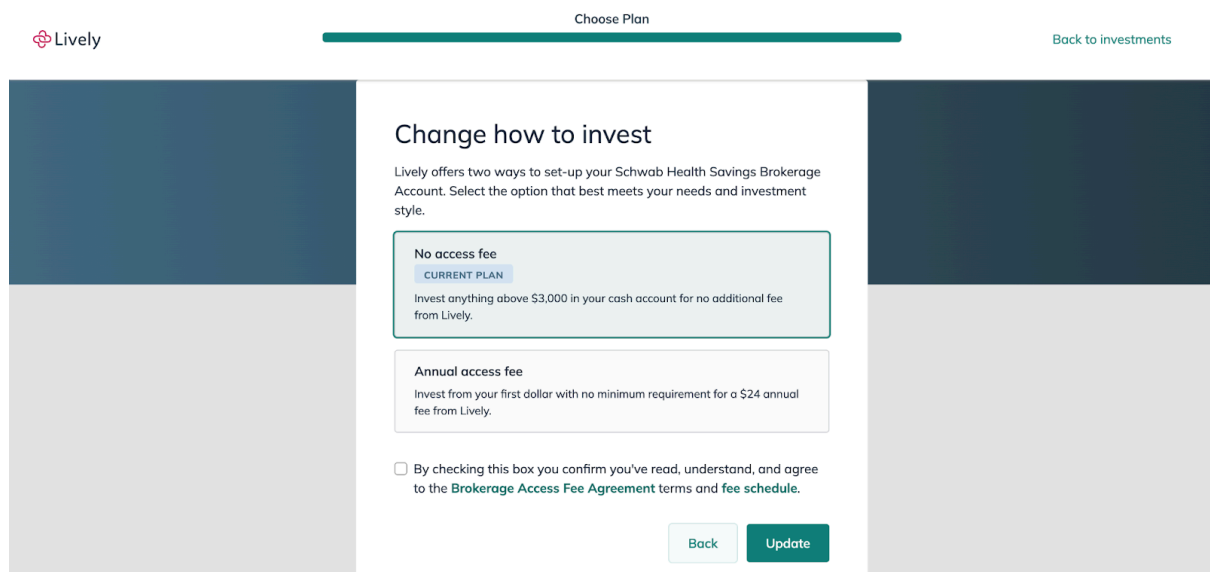 Choose Plan
Lively
Back to investments
Change how to invest
Lively offers two ways to set-up your Schwab Health Savings Brokerage
Account. Select the option that best meets your needs and investment
style.
No access fee
CURRENT PLAN
Invest anything above $3,000 in your cash account for no additional fee
from Lively.
Annual access fee
Invest from your first dollar with no minimum requirement for a $24 annual
fee from Lively.
By checking this box you confirm you've read, understand, and agree
to the Brokerage Access Fee Agreement terms and fee schedule.
Back
Update